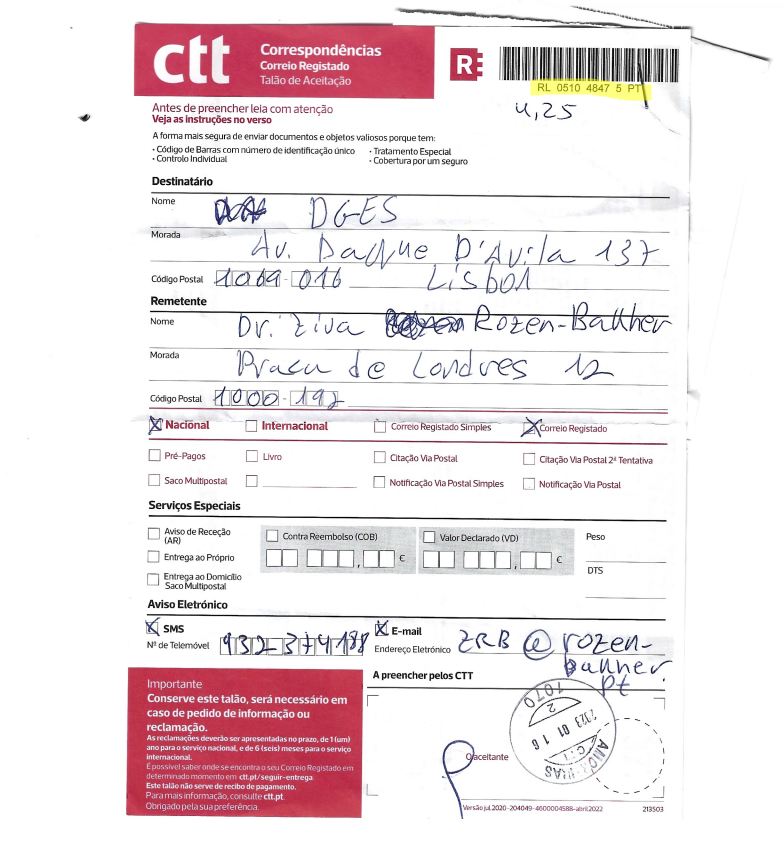 ctt
Correspondências
Correio Registado
Talão de Aceitação
R
RL 0510 4847 5 PT
4,25
Antes de preencher leia com atenção
Veja as instruções no verso
A forma mais segura de enviar documentos e objetos valiosos porque tem:
• Código de Barras com número de identificação único
• Tratamento Especial
• Controlo Individual
• Cobertura por um seguro
Destinatário
Nome DGES
Morada Av. Duque D'Avila 137
Código Postal 1069-016 Lisboa
Remetente
Nome Dr. Ziva Rozen-Bakher
Morada Praca de Londres 12
Código Postal 1000-192
X Nacional Internacional Correio Registado Simples X Correio Registado
Pré-Pagos Livro Citação Via Postal Citação Via Postal 2ª Tentativa
Saco Multipostal Notificação Via Postal Simples Notificação Via Postal
Serviços Especiais
Aviso de Receção (AR)
Contra Reembolso (COB)
Valor Declarado (VD)
Peso
Entrega ao Próprio
, €
, €
DTS
Entrega ao Domicílio
Saco Multipostal
Aviso Eletrónico
X SMS
X E-mail
Nº de Telemóvel 932-374188
Endereço Eletrónico ZRB@rozen-
bakher.
pt
A preencher pelos CTT
Importante
Conserve este talão, será necessário em
caso de pedido de informação ou
reclamação.
As reclamações deverão ser apresentadas no prazo, de 1 (um)
ano para o serviço nacional, e de 6 (seis) meses para o serviço
internacional.
É possível saber onde se encontra o seu Correio Registado em
determinado momento em ctt.pt/seguir-entrega.
Este talão não serve de recibo de pagamento.
Para mais informação, consulte ctt.pt.
Obrigado pela sua preferência.
O aceitante
2023 01 16
Versão jul.2020-204049-4600004588-abril2022
213503